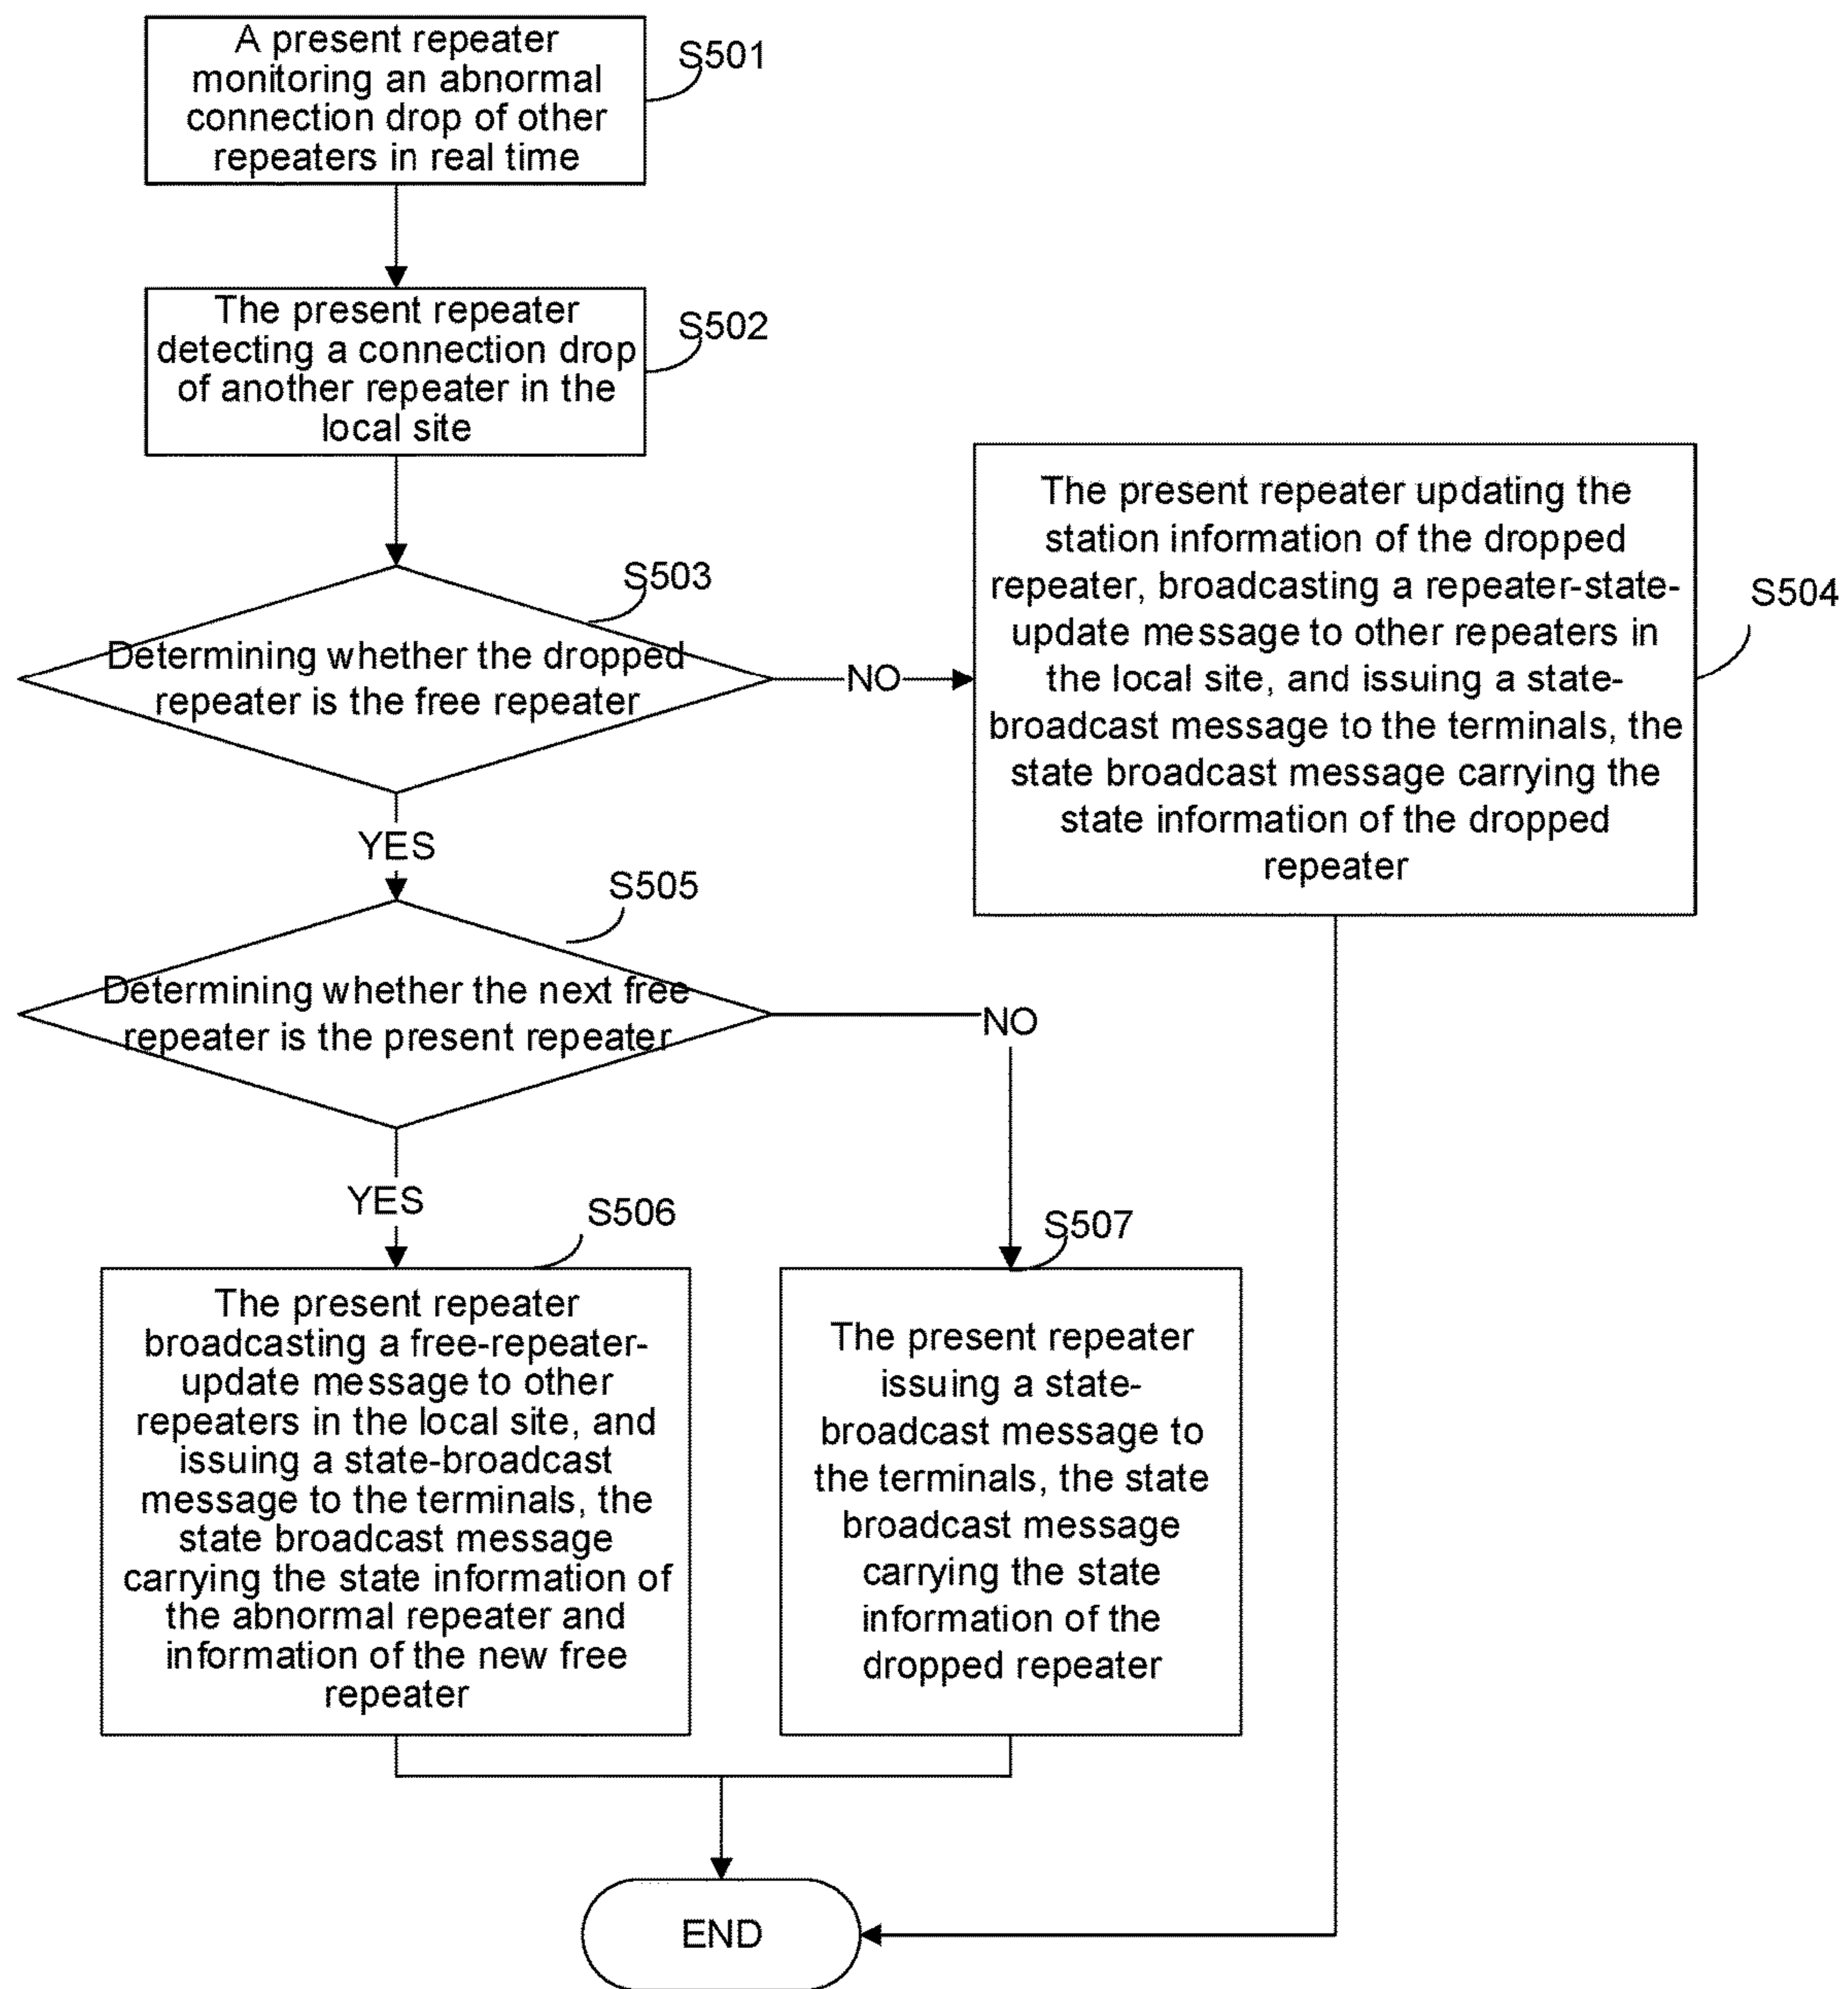 A present repeater
monitoring an abnormal
connection drop of other
repeaters in real time
S501
The present repeater
detecting a connection drop
of another repeater in the
local site
S502
S503
Determining whether the dropped
repeater is the free repeater
NO
The present repeater updating the
station information of the dropped
repeater, broadcasting a repeater-state-
update message to other repeaters in
the local site, and issuing a state-
broadcast message to the terminals, the
state broadcast message carrying the
state information of the dropped
repeater
S504
YES
S505
Determining whether the next free
repeater is the present repeater
NO
YES
S506
The present repeater
broadcasting a free-repeater-
update message to other
repeaters in the local site, and
issuing a state-broadcast
message to the terminals, the
state broadcast message
carrying the state information of
the abnormal repeater and
information of the new free
repeater
S507
The present repeater
issuing a state-
broadcast message to
the terminals, the state
broadcast message
carrying the state
information of the
dropped repeater
END